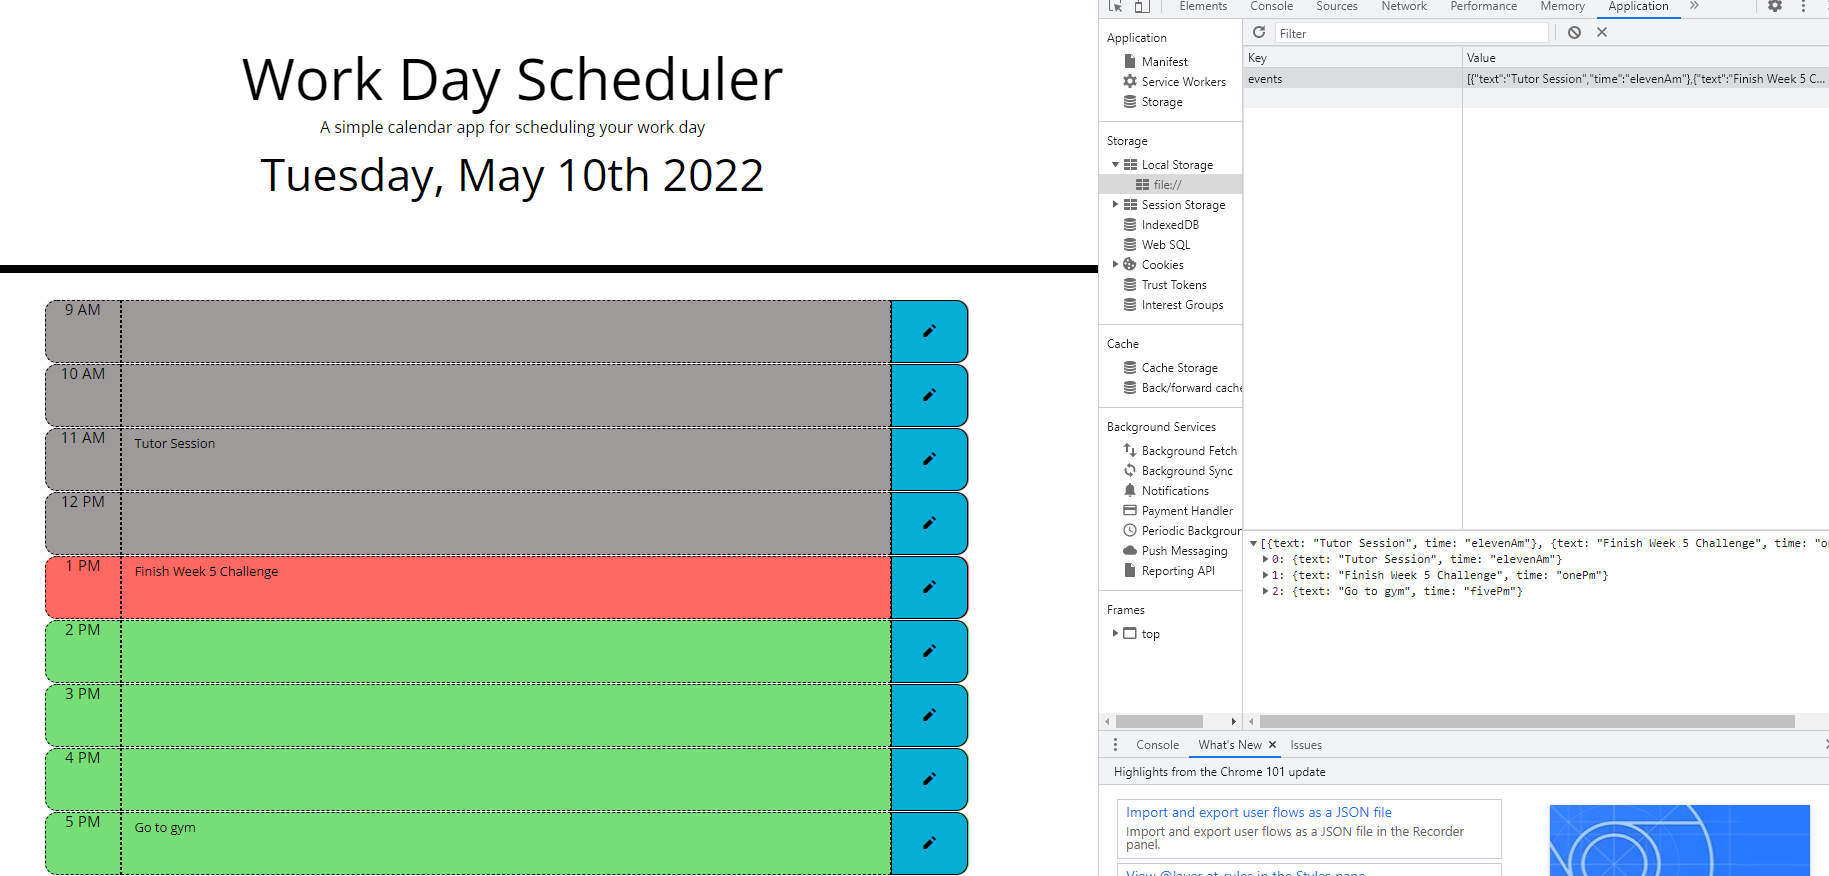 Work Day Scheduler
A simple calendar app for scheduling your work day
Tuesday, May 10th 2022
9 AM
10 AM
11 AM Tutor Session
12 PM
1 PM Finish Week 5 Challenge
2 PM
3 PM
4 PM
5 PM Go to gym
Elements Console Sources Network Performance Memory Application
Application
Manifest
Service Workers
Storage
Storage
Local Storage
file://
Session Storage
IndexedDB
Web SQL
Cookies
Trust Tokens
Interest Groups
Cache
Cache Storage
Back/forward cache
Background Services
Background Fetch
Background Sync
Notifications
Payment Handler
Periodic Backgrour
Push Messaging
Reporting API
Frames
top
Filter
Key Value
events [{"text":"Tutor Session","time":"elevenAm"},{"text":"Finish Week 5 C...
[{text: "Tutor Session", time: "elevenAm"}, {text: "Finish Week 5 Challenge", time: "o
0: {text: "Tutor Session", time: "elevenAm"}
1: {text: "Finish Week 5 Challenge", time: "onePm"}
2: {text: "Go to gym", time: "fivePm"}
Console What's New Issues
Highlights from the Chrome 101 update
Import and export user flows as a JSON file
Import and export user flows as a JSON file in the Recorder
panel.
View @layer at-rules in the Styles pane